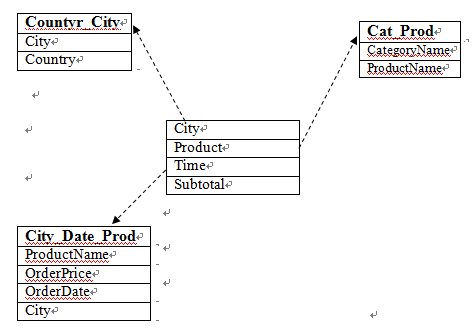 Countyr_City
City
Country
Cat_Prod
CategoryName
ProductName
City
Product
Time
Subtotal
City_Date_Prod
ProductName
OrderPrice
OrderDate
City